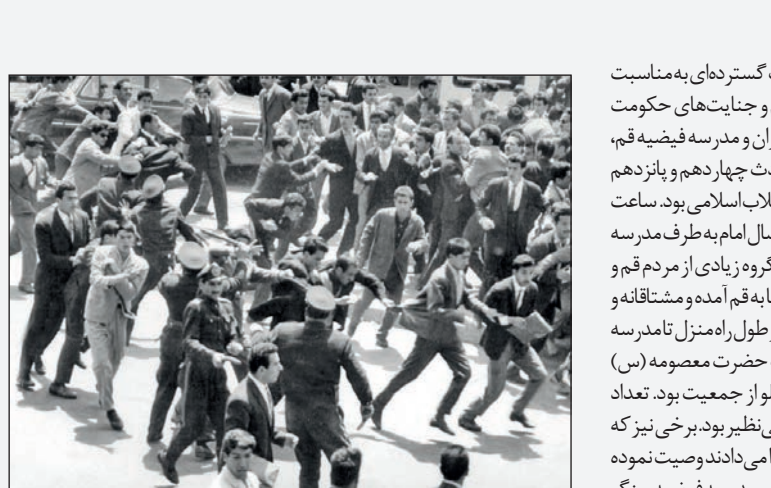 گسترده‌ای به‌مناسبت
و جنایت‌های حکومت
ران و مدرسه فیضیه قم،
دث چهاردهم و پانزدهم
لاب اسلامی بود. ساعت
سال امام به طرف مدرسه
گروه زیادی از مردم قم و
ا به قم آمده و مشتاقانه و
طول راه منزل تا مدرسه
حضرت معصومه (س)
لو از جمعیت بود. تعداد
ی‌نظیر بود. برخی نیز که
ا می‌دادند وصیت نموده